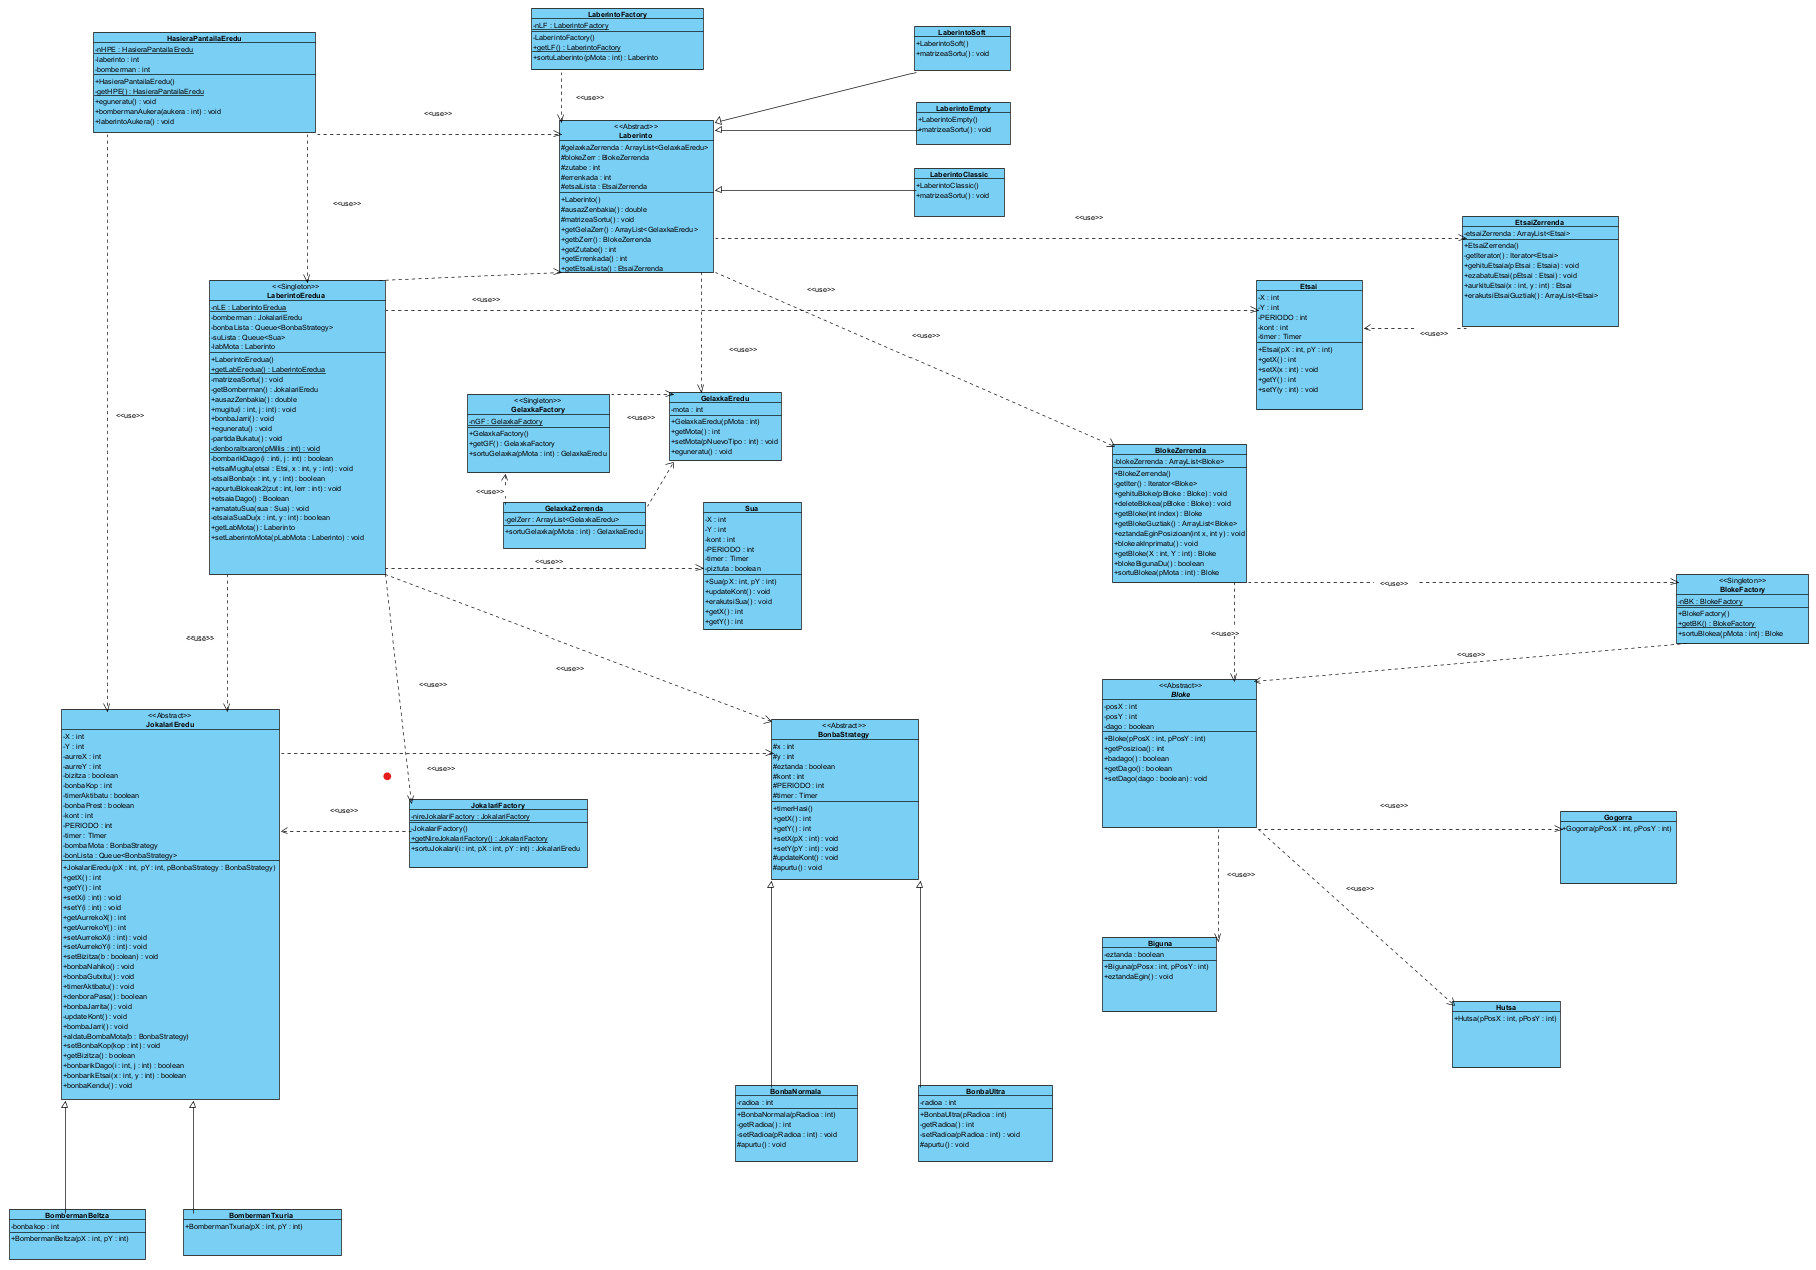 HasieraPantailaEredu
-nHPE : HasieraPantailaEredu
-laberinto : int
-bomberman : int
+HasieraPantailaEredu()
-getHPE() : HasieraPantailaEredu
+eguneratu() : void
+bombermanAukera(aukera : int) : void
+laberintoAukera() : void
LaberintoFactory
-nLF : LaberintoFactory
-LaberintoFactory()
+getLF() : LaberintoFactory
+sortuLaberinto(pMota : int) : Laberinto
LaberintoSoft
+LaberintoSoft()
+matrizeaSortu() : void
LaberintoEmpty
+LaberintoEmpty()
+matrizeaSortu() : void
LaberintoClassic
+LaberintoClassic()
+matrizeaSortu() : void
<<use>>
<<use>>
<<Abstract>>
Laberinto
#gelaxkaZerrenda : ArrayList<GelaxkaEredu>
#blokeZerr : BlokeZerrenda
#zutabe : int
#errenkada : int
#etsaiLista : EtsaiZerrenda
+Laberinto()
#ausazZenbakia() : double
#matrizeaSortu() : void
+getGelaZerr() : ArrayList<GelaxkaEredu>
+getbZerr() : BlokeZerrenda
+getZutabe() : int
+getErrenkada() : int
+getEtsaiLista() : EtsaiZerrenda
<<use>>
<<use>>
EtsaiZerrenda
-etsaiZerrenda : ArrayList<Etsai>
+EtsaiZerrenda()
-getIterator() : Iterator<Etsai>
+gehituEtsaia(pEtsai : Etsaia) : void
+ezabatuEtsai(pEtsai : Etsai) : void
+aurkituEtsai(x : int, y : int) : Etsai
+erakutsiEtsaiGuztiak() : ArrayList<Etsai>
Etsai
-X : int
-Y : int
-PERIODO : int
-kont : int
-timer : Timer
+Etsai(pX : int, pY : int)
+getX() : int
+setX(x : int) : void
+getY() : int
+setY(y : int) : void
<<use>>
<<use>>
<<use>>
<<use>>
<<use>>
<<use>>
<<Singleton>>
LaberintoEredua
-nLE : LaberintoEredua
-bomberman : JokalariEredu
-bonbaLista : Queue<BonbaStrategy>
-suLista : Queue<Sua>
-labMota : Laberinto
+LaberintoEredua()
+getLabEredua() : LaberintoEredua
-matrizeaSortu() : void
-getBomberman() : JokalariEredu
+ausazZenbakia() : double
+mugitu(i : int, j : int) : void
+bonbaJarri() : void
+eguneratu() : void
-partidaBukatu() : void
-denboraItxaron(pMillis : int) : void
-bombarikDago(i : inti, j : int) : boolean
+etsaiMugitu(etsai : Etsi, x : int, y : int) : void
-etsaiBonba(x : int, y : int) : boolean
+apurtuBlokeak2(zut : int, lerr : int) : void
+etsaiaDago() : Boolean
+amatatuSua(sua : Sua) : void
-etsaiaSuaDu(x : int, y : int) : boolean
+getLabMota() : Laberinto
+setLaberintoMota(pLabMota : Laberinto) : void
<<Singleton>>
GelaxkaFactory
-nGF : GelaxkaFactory
+GelaxkaFactory()
+getGF() : GelaxkaFactory
+sortuGelaxka(pMota : int) : GelaxkaEredu
<<use>>
GelaxkaEredu
-mota : int
+GelaxkaEredu(pMota : int)
+getMota() : int
+setMota(pNuevoTipo : int) : void
+eguneratu() : void
<<use>>
GelaxkaZerrenda
-gelZerr : ArrayList<GelaxkaEredu>
+sortuGelaxka(pMota : int) : GelaxkaEredu
<<use>>
Sua
-X : int
-Y : int
-kont : int
-PERIODO : int
-timer : Timer
-piztuta : boolean
+Sua(pX : int, pY : int)
+updateKont() : void
+erakutsiSua() : void
+getX() : int
+getY() : int
BlokeZerrenda
-blokeZerrenda : ArrayList<Bloke>
+BlokeZerrenda()
-getIter() : Iterator<Bloke>
+gehituBloke(pBloke : Bloke) : void
+deleteBlokea(pBloke : Bloke) : void
+getBloke(int index) : Bloke
+getBlokeGuztiak() : ArrayList<Bloke>
+eztandaEginPosizioan(int x, int y) : void
+blokeakInprimatu() : void
+getBloke(X : int, Y : int) : Bloke
+blokeBigunaDu() : boolean
+sortuBlokea(pMota : int) : Bloke
<<use>>
<<Singleton>>
BlokeFactory
-nBK : BlokeFactory
+BlokeFactory()
+getBK() : BlokeFactory
+sortuBlokea(pMota : int) : Bloke
<<use>>
<<use>>
<<use>>
<<use>>
<<use>>
<<Abstract>>
Bloke
-posX : int
-posY : int
-dago : boolean
+Bloke(pPosX : int, pPosY : int)
+getPosizioa() : int
+badago() : boolean
+getDago() : boolean
+setDago(dago : boolean) : void
<<Abstract>>
JokalariEredu
-X : int
-Y : int
-aurreX : int
-aurreY : int
-bizitza : boolean
-bonbaKop : int
-timerAktibatu : boolean
-bonbaPrest : boolean
-kont : int
-PERIODO : int
-timer : TImer
-bombaMota : BonbaStrategy
-bonLista : Queue<BonbaStrategy>
+JokalariEredu(pX : int, pY : int, pBonbaStrategy : BonbaStrategy)
+getX() : int
+getY() : int
+setX(i : int) : void
+setY(i : int) : void
+getAurrekoX() : int
+getAurrekoY() : int
+setAurrekoX(i : int) : void
+setAurrekoY(i : int) : void
+setBizitza(b : boolean) : void
+bonbaNahiko() : void
+bonbaGutxitu() : void
+timerAktibatu() : void
+denboraPasa() : boolean
+bonbaJarrita() : void
-updateKont() : void
+bombaJarri() : void
+aldatuBombaMota(b : BonbaStrategy)
+setBonbaKop(kop : int) : void
+getBizitza() : boolean
+bonbarikDago(i : int, j : int) : boolean
+bonbarikEtsai(x : int, y : int) : boolean
+bonbaKendu() : void
<<use>>
<<use>>
JokalariFactory
-nireJokalariFactory : JokalariFactory
-JokalariFactory()
+getNireJokalariFactory() : JokalariFactory
+sortuJokalari(i : int, pX : int, pY : int) : JokalariEredu
<<Abstract>>
BonbaStrategy
#x : int
#y : int
#eztanda : boolean
#kont : int
#PERIODO : int
#timer : Timer
+timerHasi()
+getX() : int
+getY() : int
+setX(pX : int) : void
+setY(pY : int) : void
#updateKont() : void
#apurtu() : void
<<use>>
Gogorra
+Gogorra(pPosX : int, pPosY : int)
<<use>>
<<use>>
Biguna
-eztanda : boolean
+Biguna(pPosx : int, pPosY : int)
+eztandaEgin() : void
Hutsa
+Hutsa(pPosX : int, pPosY : int)
BonbaNormala
-radioa : int
+BonbaNormala(pRadioa : int)
-getRadioa() : int
-setRadioa(pRadioa : int) : void
#apurtu() : void
BonbaUltra
-radioa : int
+BonbaUltra(pRadioa : int)
-getRadioa() : int
-setRadioa(pRadioa : int) : void
#apurtu() : void
BombermanBeltza
-bonbakop : int
+BombermanBeltza(pX : int, pY : int)
BombermanTxuria
+BombermanTxuria(pX : int, pY : int)